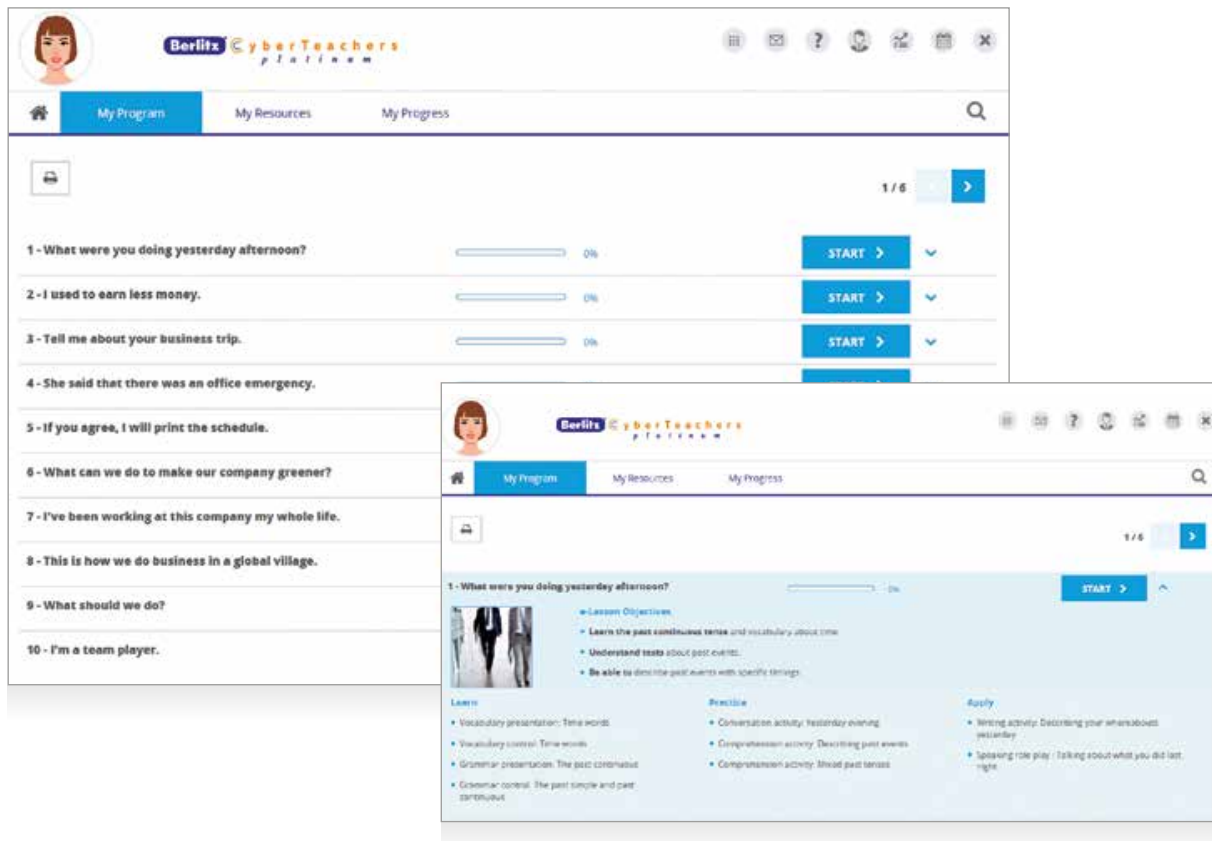 Berlitz CyberTeachers
platinum
My Program My Resources My Progress
1 / 6
1 - What were you doing yesterday afternoon? 0% START
2 - I used to earn less money. 0% START
3 - Tell me about your business trip. 0% START
4 - She said that there was an office emergency.
5 - If you agree, I will print the schedule.
6 - What can we do to make our company greener?
7 - I've been working at this company my whole life.
8 - This is how we do business in a global village.
9 - What should we do?
10 - I'm a team player.
Berlitz CyberTeachers
platinum
My Program My Resources My Progress
1 / 6
1 - What were you doing yesterday afternoon? 0% START
e-Lesson Objectives
Learn the past continuous tense and vocabulary about time.
Understand texts about past events.
Be able to describe past events with specific timings.
Learn
Vocabulary presentation: Time words
Vocabulary control: Time words
Grammar presentation: The past continuous
Grammar control: The past simple and past
continuous
Practice
Conversation activity: Yesterday evening
Comprehension activity: Describing past events
Comprehension activity: Mixed past tenses
Apply
Writing activity: Describing your whereabouts
yesterday
Speaking role play : Talking about what you did last
night